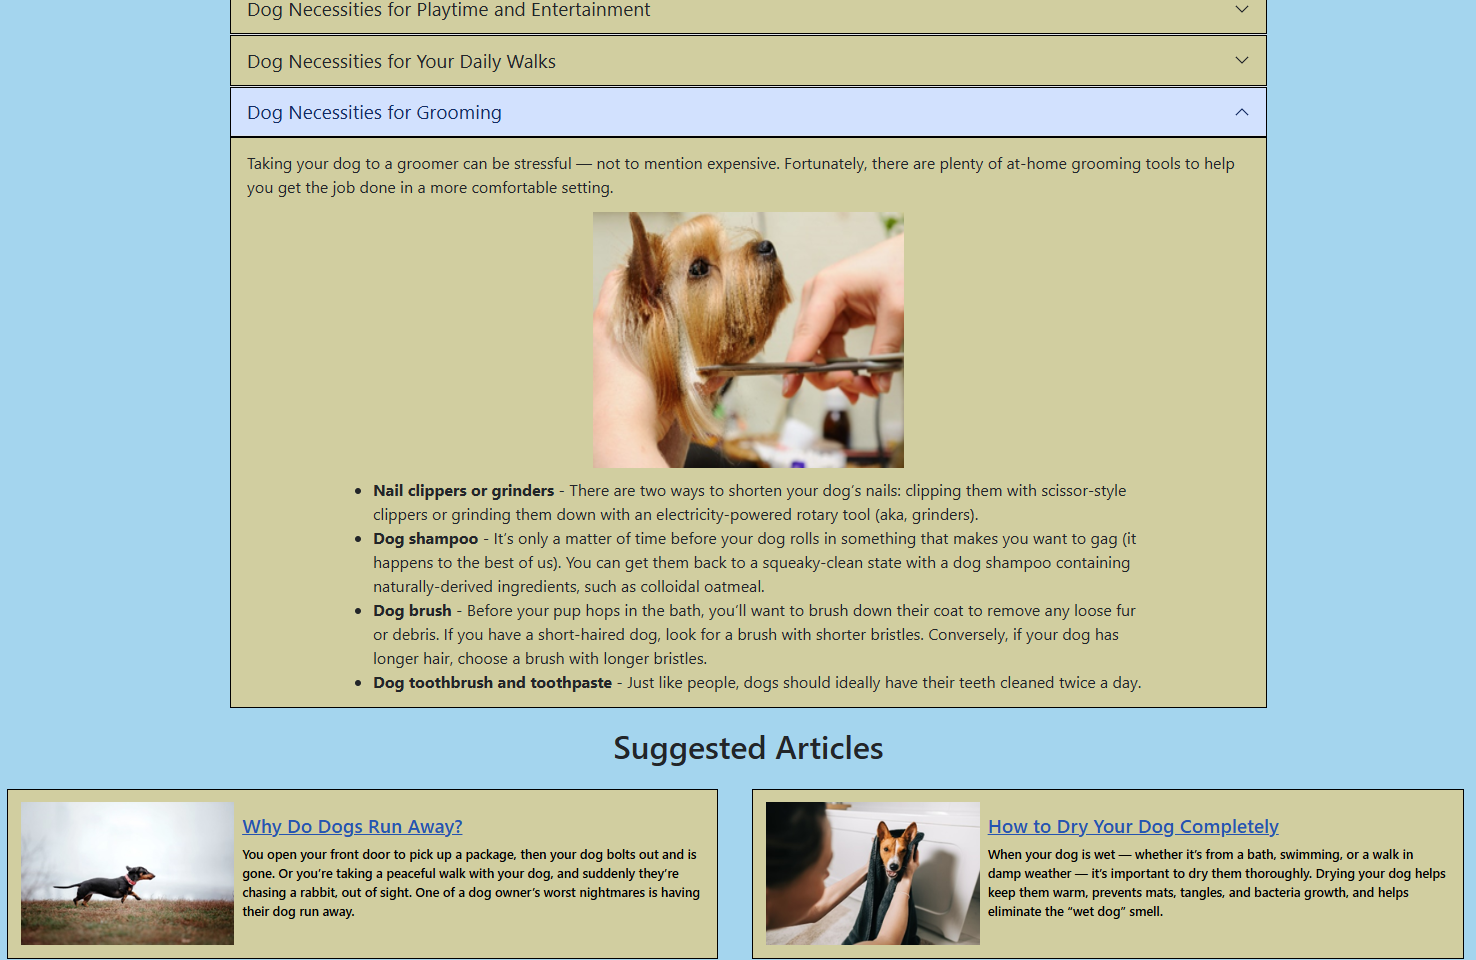 Dog Necessities for Playtime and Entertainment
Dog Necessities for Your Daily Walks
Dog Necessities for Grooming
Taking your dog to a groomer can be stressful — not to mention expensive. Fortunately, there are plenty of at-home grooming tools to help
you get the job done in a more comfortable setting.
• Nail clippers or grinders - There are two ways to shorten your dog's nails: clipping them with scissor-style
clippers or grinding them down with an electricity-powered rotary tool (aka, grinders).
• Dog shampoo - It's only a matter of time before your dog rolls in something that makes you want to gag (it
happens to the best of us). You can get them back to a squeaky-clean state with a dog shampoo containing
naturally-derived ingredients, such as colloidal oatmeal.
• Dog brush - Before your pup hops in the bath, you'll want to brush down their coat to remove any loose fur
or debris. If you have a short-haired dog, look for a brush with shorter bristles. Conversely, if your dog has
longer hair, choose a brush with longer bristles.
• Dog toothbrush and toothpaste - Just like people, dogs should ideally have their teeth cleaned twice a day.
Suggested Articles
Why Do Dogs Run Away?
You open your front door to pick up a package, then your dog bolts out and is
gone. Or you're taking a peaceful walk with your dog, and suddenly they're
chasing a rabbit, out of sight. One of a dog owner's worst nightmares is having
their dog run away.
How to Dry Your Dog Completely
When your dog is wet — whether it's from a bath, swimming, or a walk in
damp weather — it's important to dry them thoroughly. Drying your dog helps
keep them warm, prevents mats, tangles, and bacteria growth, and helps
eliminate the “wet dog” smell.